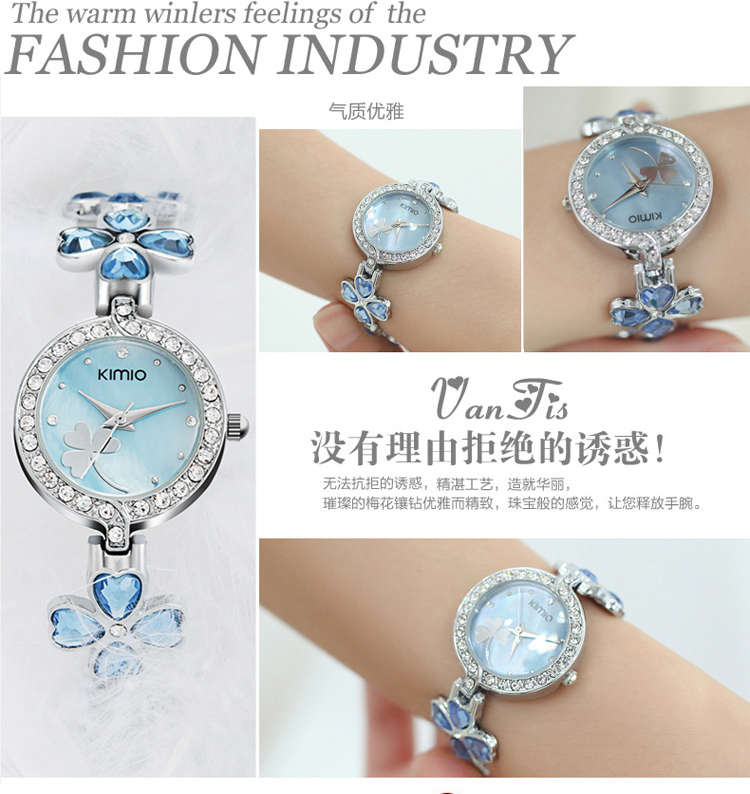 The warm winlers feelings of the
FASHION INDUSTRY
气质优雅
KIMIO
KIMIO
KIMIO
VanTis
没有理由拒绝的诱惑!
无法抗拒的诱惑，精湛工艺，造就华丽，
璀璨的梅花镶钻优雅而精致，珠宝般的感觉，让您释放手腕。
KIMIO